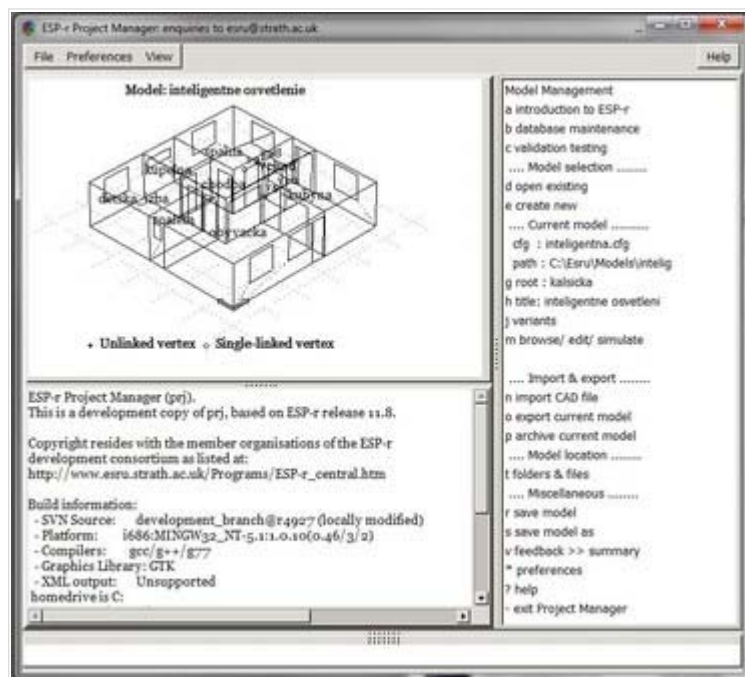 ESP-r Project Manager: enquires to esru@strath.ac.uk
File Preferences View Help
Model: inteligentne osvetlenie
spalna
kupelna
chodba
detska_izba
kuchyna
obyvacka
Unlinked vertex Single-linked vertex
ESP-r Project Manager (prj).
This is a development copy of prj, based on ESP-r release 11.8.
Copyright resides with the member organisations of the ESP-r
development consortium as listed at:
http://www.esru.strath.ac.uk/Programs/ESP-r_central.htm
Build information:
- SVN Source: development_branch@r4927 (locally modified)
- Platform: i686:MINGW32_NT-5.1:1.0.10(0.46/3/2)
- Compilers: gcc/g++/g77
- Graphics Library: GTK
- XML output: Unsupported
homedrive is C:
Model Management
a introduction to ESP-r
b database maintenance
c validation testing
.... Model selection ........
d open existing
e create new
.... Current model .........
cfg : inteligentna.cfg
path : C:\Esru\Models\intelig
g root : kalsicka
h title: inteligentne osvetleni
j variants
m browse/ edit/ simulate
.... Import & export ........
n import CAD file
o export current model
p archive current model
.... Model location ........
t folders & files
.... Miscellaneous ........
r save model
s save model as
v feedback >> summary
* preferences
? help
- exit Project Manager